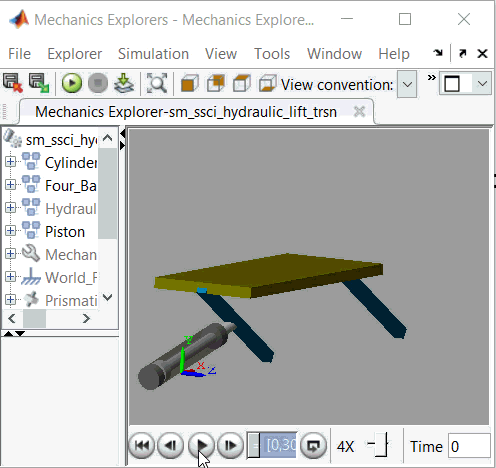 Mechanics Explorers - Mechanics Explore...
File Explorer Simulation View Tools Window Help
View convention:
Mechanics Explorer-sm_ssci_hydraulic_lift_trsn
sm_ssci_hy
Cylinder
Four_Ba
Hydraul
Piston
Mechan
World_F
Prismati
Y
X
Z
[0,30
4X
Time 0